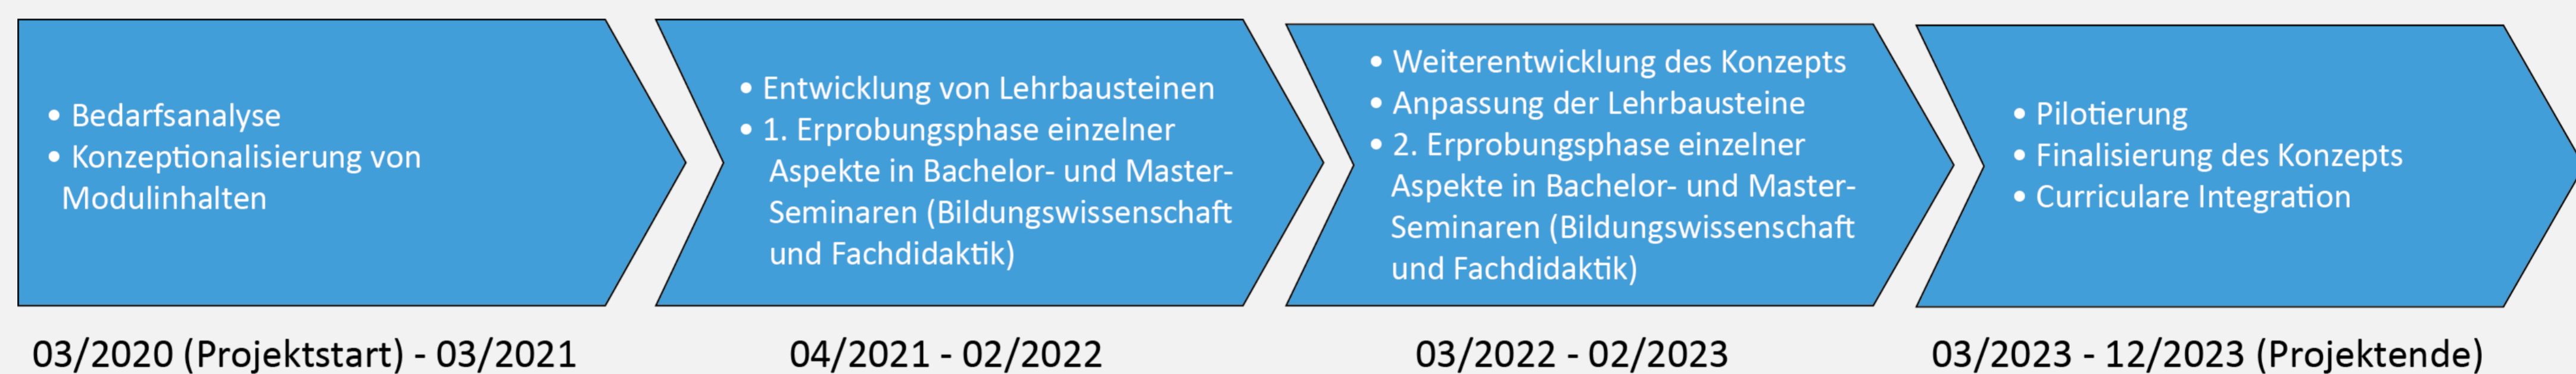 • Bedarfsanalyse
• Konzeptionalisierung von
Modulinhalten
03/2020 (Projektstart) - 03/2021
• Entwicklung von Lehrbausteinen
• 1. Erprobungsphase einzelner
Aspekte in Bachelor- und Master-
Seminaren (Bildungswissenschaft
und Fachdidaktik)
04/2021 - 02/2022
• Weiterentwicklung des Konzepts
• Anpassung der Lehrbausteine
• 2. Erprobungsphase einzelner
Aspekte in Bachelor- und Master-
Seminaren (Bildungswissenschaft
und Fachdidaktik)
03/2022 - 02/2023
• Pilotierung
• Finalisierung des Konzepts
• Curriculare Integration
03/2023 - 12/2023 (Projektende)